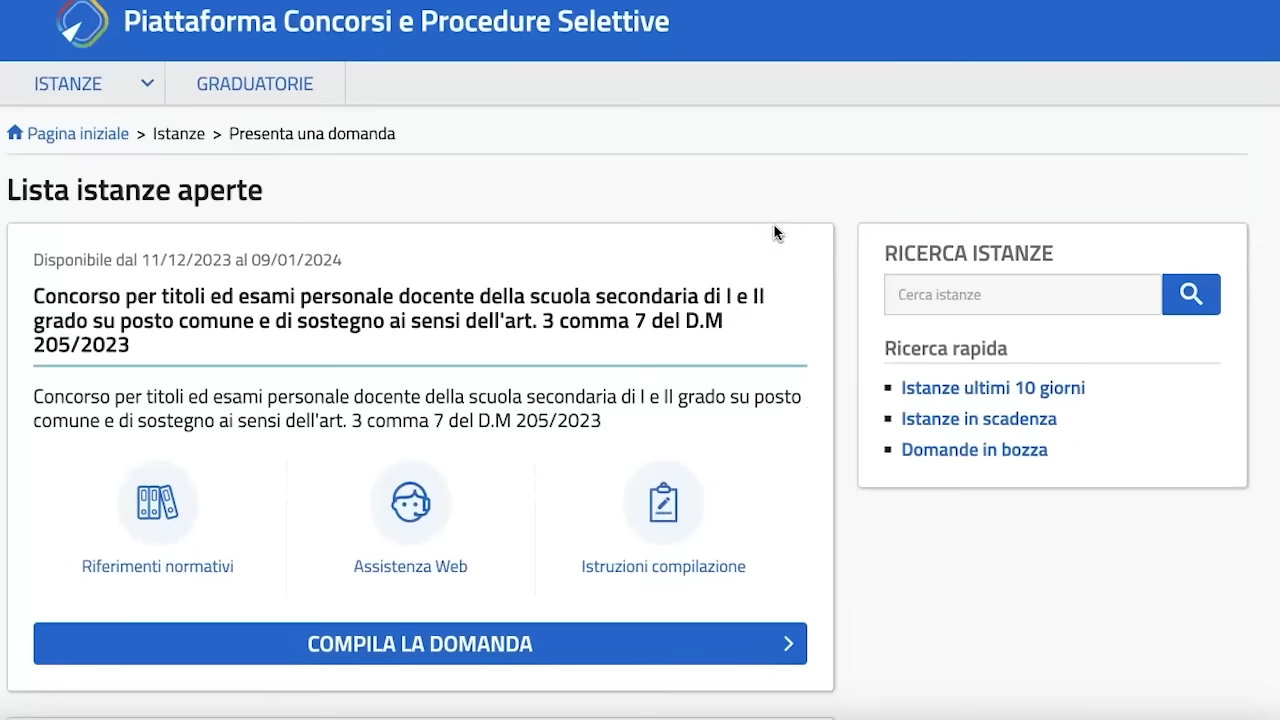 Piattaforma Concorsi e Procedure Selettive
ISTANZE
GRADUATORIE
Pagina iniziale > Istanze > Presenta una domanda
Lista istanze aperte
Disponibile dal 11/12/2023 al 09/01/2024
Concorso per titoli ed esami personale docente della scuola secondaria di I e II
grado su posto comune e di sostegno ai sensi dell'art. 3 comma 7 del D.M
205/2023
Concorso per titoli ed esami personale docente della scuola secondaria di I e II grado su posto
comune e di sostegno ai sensi dell'art. 3 comma 7 del D.M 205/2023
Riferimenti normativi
Assistenza Web
Istruzioni compilazione
COMPILA LA DOMANDA
RICERCA ISTANZE
Cerca istanze
Ricerca rapida
Istanze ultimi 10 giorni
Istanze in scadenza
Domande in bozza